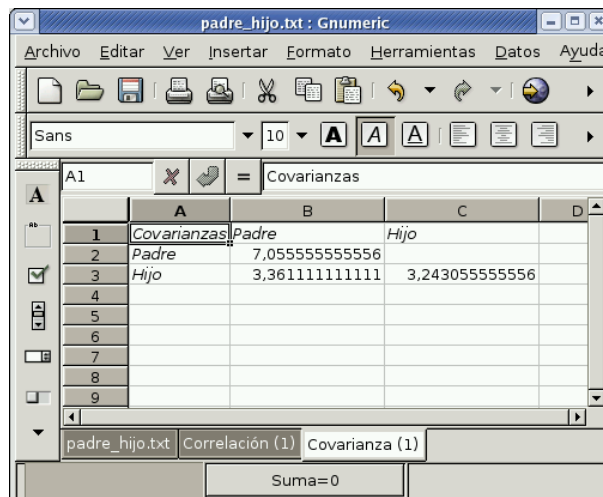 padre_hijo.txt : Gnumeric
Archivo Editar Ver Insertar Formato Herramientas Datos Ayuda
Sans 10 A A A
A1 = Covarianzas
A
A B C D
1 Covarianzas Padre Hijo
2 Padre 7,055555555556
3 Hijo 3,361111111111 3,243055555556
4
5
6
7
8
9
padre_hijo.txt Correlación (1) Covarianza (1)
Suma=0